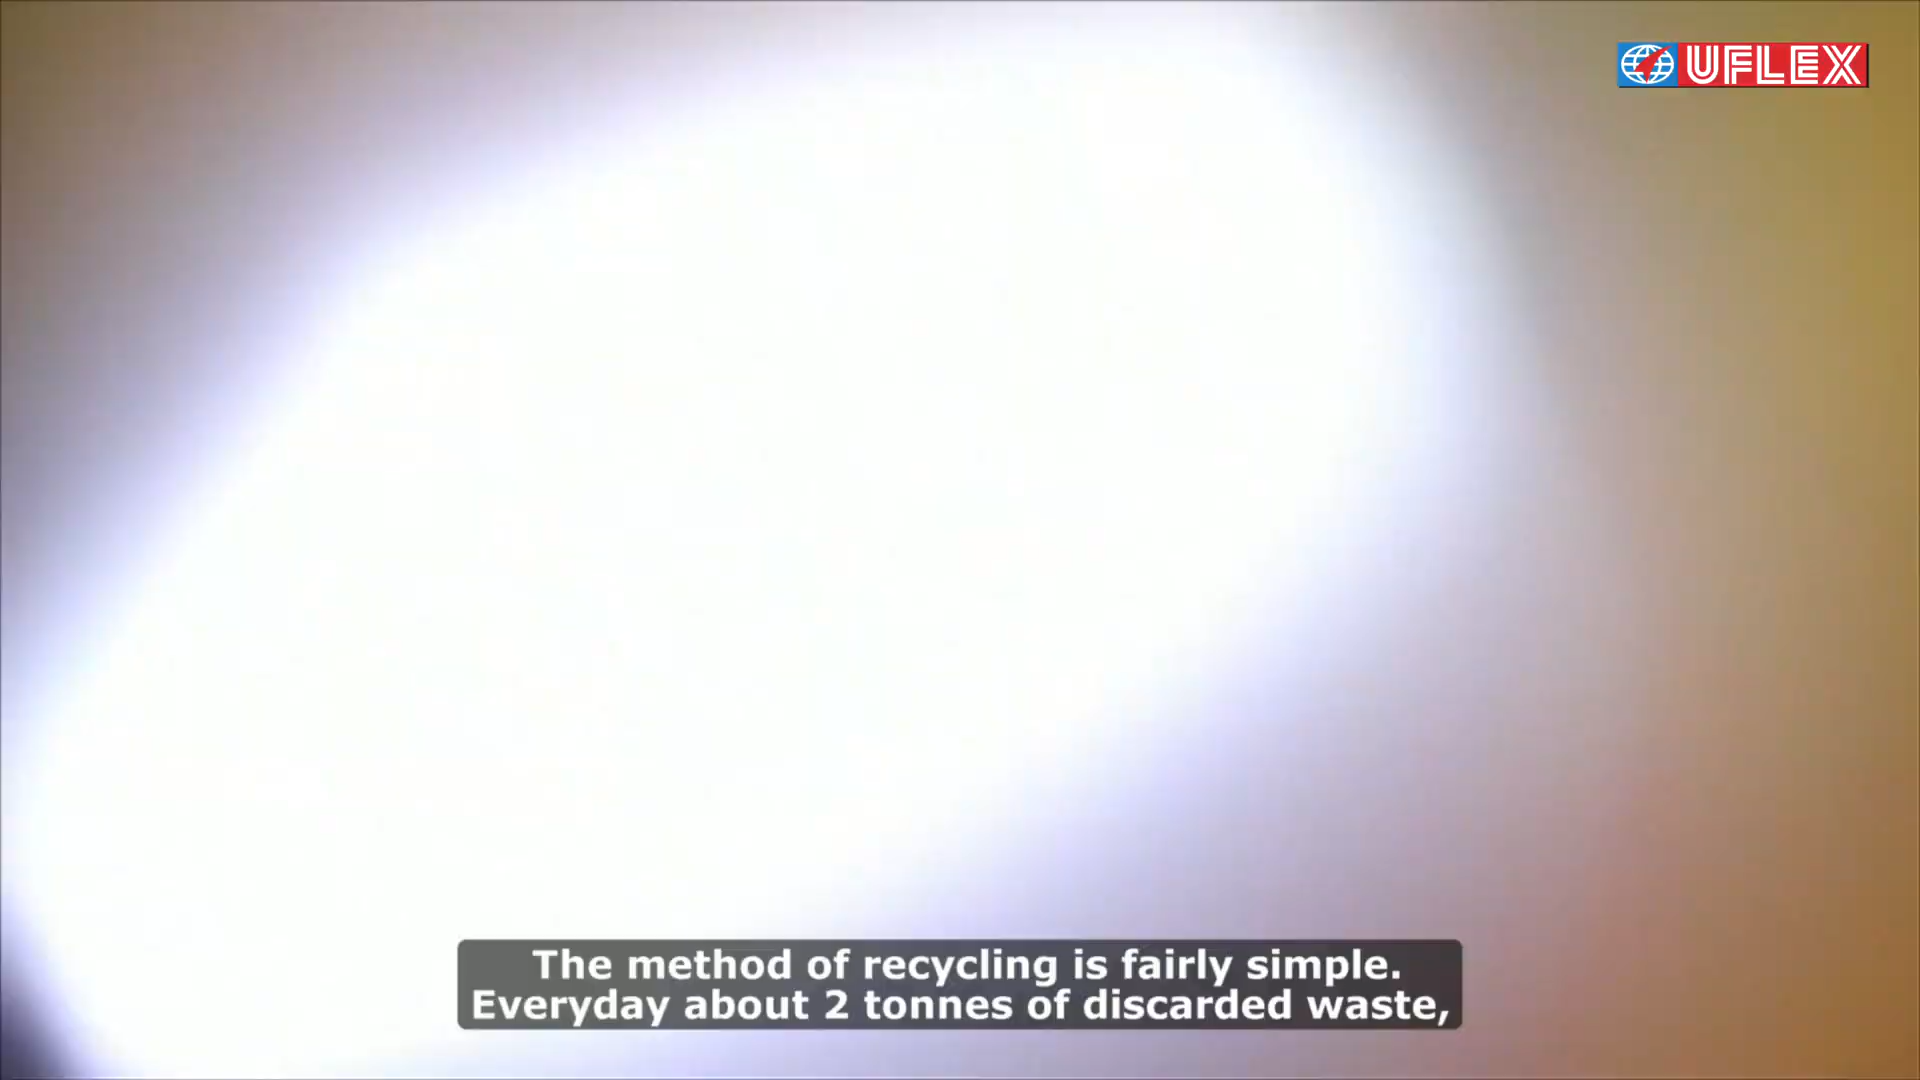 UFLEX
The method of recycling is fairly simple.
Everyday about 2 tonnes of discarded waste,